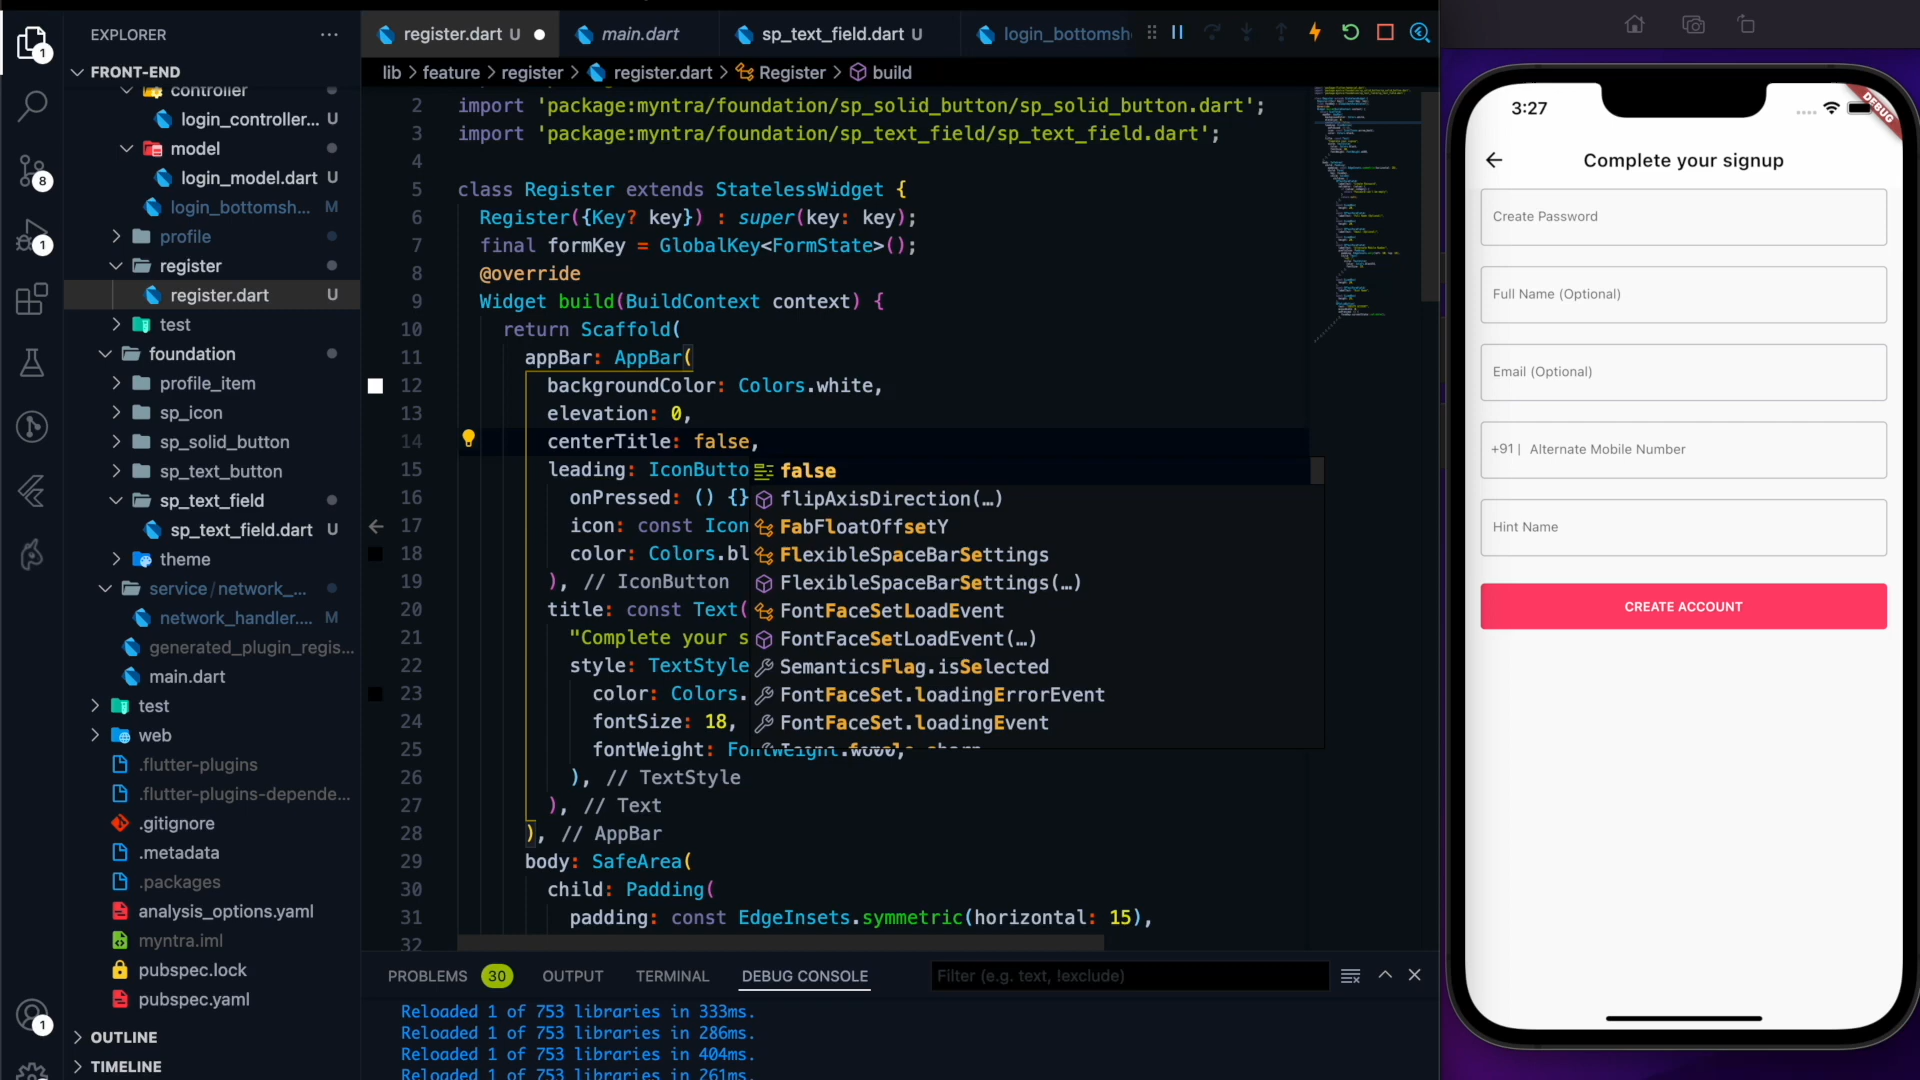 EXPLORER
FRONT-END
controller
login_controller... U
model
login_model.dart U
login_bottomsh... M
profile
register
register.dart U
test
foundation
profile_item
sp_icon
sp_solid_button
sp_text_button
sp_text_field
sp_text_field.dart U
theme
service/network_...
network_handler.... M
generated_plugin_regis...
main.dart
test
web
.flutter-plugins
.flutter-plugins-depende...
.gitignore
.metadata
.packages
analysis_options.yaml
myntra.iml
pubspec.lock
pubspec.yaml
OUTLINE
TIMELINE
1
8
1
1
register.dart U
main.dart
sp_text_field.dart U
login_bottomsh
lib > feature > register > register.dart > Register > build
2 import 'package:myntra/foundation/sp_solid_button/sp_solid_button.dart';
3 import 'package:myntra/foundation/sp_text_field/sp_text_field.dart';
4
5 class Register extends StatelessWidget {
6 Register({Key? key}) : super(key: key);
7 final formKey = GlobalKey<FormState>();
8 @override
9 Widget build(BuildContext context) {
10 return Scaffold(
11 appBar: AppBar(
12 backgroundColor: Colors.white,
13 elevation: 0,
14 centerTitle: false,
15 leading: IconButto
16 onPressed: () {}
17 icon: const Icon
18 color: Colors.bl
19 ), // IconButton
20 title: const Text(
21 "Complete your s
22 style: TextStyle
23 color: Colors.
24 fontSize: 18,
25 fontWeight: FontWeight.w600,
26 ), // TextStyle
27 ), // Text
28 ), // AppBar
29 body: SafeArea(
30 child: Padding(
31 padding: const EdgeInsets.symmetric(horizontal: 15),
32
false
flipAxisDirection(…)
FabFloatOffsetY
FlexibleSpaceBarSettings
FlexibleSpaceBarSettings(…)
FontFaceSetLoadEvent
FontFaceSetLoadEvent(…)
SemanticsFlag.isSelected
FontFaceSet.loadingErrorEvent
FontFaceSet.loadingEvent
PROBLEMS 30 OUTPUT TERMINAL DEBUG CONSOLE Filter (e.g. text, !exclude)
Reloaded 1 of 753 libraries in 333ms.
Reloaded 1 of 753 libraries in 286ms.
Reloaded 1 of 753 libraries in 404ms.
Reloaded 1 of 753 libraries in 261ms.
3:27
DEBUG
Complete your signup
Create Password
Full Name (Optional)
Email (Optional)
+91 | Alternate Mobile Number
Hint Name
CREATE ACCOUNT